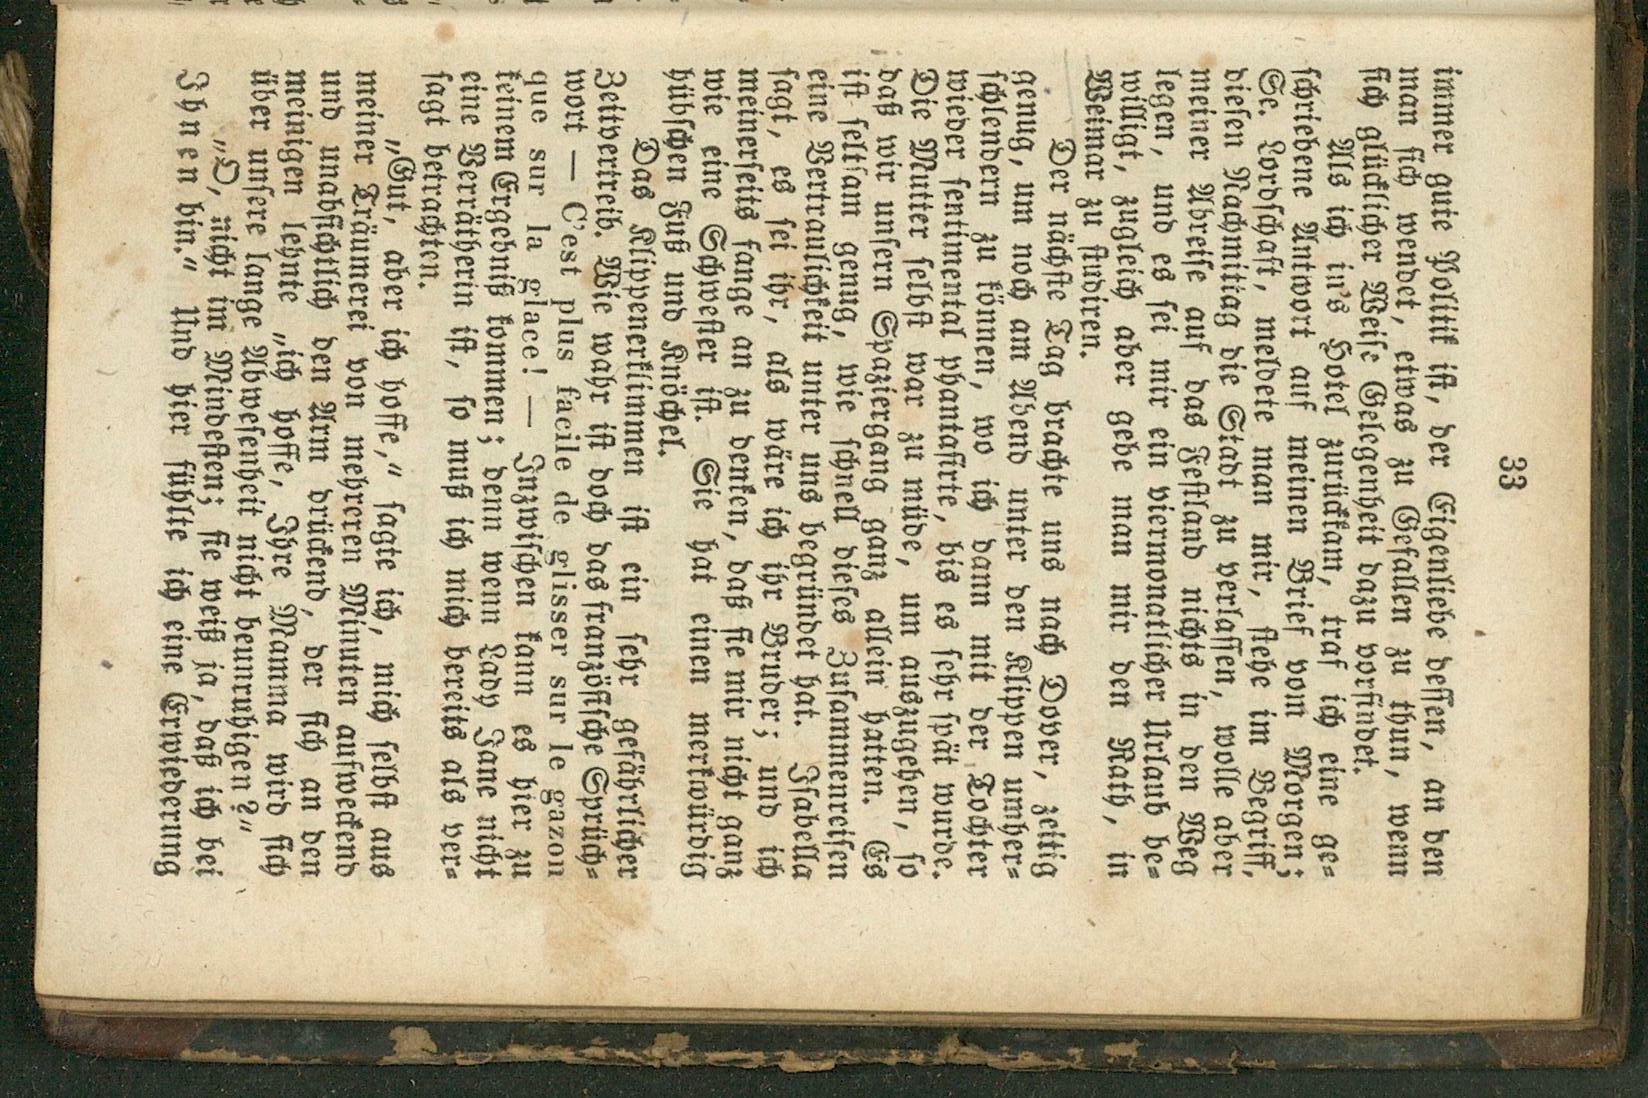 33
immer gute Politik ist, der Eigenliebe dessen, an den
man sich wendet, etwas zu Gefallen zu thun, wenn
sich glücklicher Weise Gelegenheit dazu vorfindet.
Als ich in's Hotel zurückkam, traf ich eine ge-
schriebene Antwort auf meinen Brief vom Morgen;
Se. Lordschaft, meldete man mir, stehe im Begriff,
diesen Nachmittag die Stadt zu verlassen, wolle aber
meiner Abreise auf das Festland nichts in den Weg
legen, und es sei mir ein viermonatlicher Urlaub be-
willigt, zugleich aber gebe man mir den Rath, in
Weimar zu studiren.
Der nächste Tag brachte uns nach Dover, zeitig
genug, um noch am Abend unter den Klippen umher-
schlendern zu können, wo ich dann mit der Tochter
wieder sentimental phantasirte, bis es sehr spät wurde.
Die Mutter selbst war zu müde, um auszugehen, so
daß wir unsern Spaziergang ganz allein hatten. Es
ist seltsam genug, wie schnell dieses Zusammenreisen
eine Vertraulichkeit unter uns begründet hat. Isabella
sagt, es sei ihr, als wäre ich ihr Bruder; und ich
meinerseits fange an zu denken, daß sie mir nicht ganz
wie eine Schwester ist. Sie hat einen merkwürdig
hübschen Fuß und Knöchel.
Das Klippenerklimmen ist ein sehr gefährlicher
Zeitvertreib. Wie wahr ist doch das französische Sprüch-
wort — C'est plus facile de glisser sur le gazon
que sur la glace! — Inzwischen kann es hier zu
keinem Ergebniß kommen; denn wenn Lady Jane nicht
eine Verrätherin ist, so muß ich mich bereits als ver-
sagt betrachten.
„Gut, aber ich hoffe,“ sagte ich, mich selbst aus
meiner Träumerei von mehreren Minuten aufweckend
und unabsichtlich den Arm drückend, der sich an den
meinigen lehnte „ich hoffe, Ihre Mamma wird sich
über unsere lange Abwesenheit nicht beunruhigen?“
„O, nicht im Mindesten; sie weiß ja, daß ich bei
Ihnen bin.“ Und hier fühlte ich eine Erwiederung